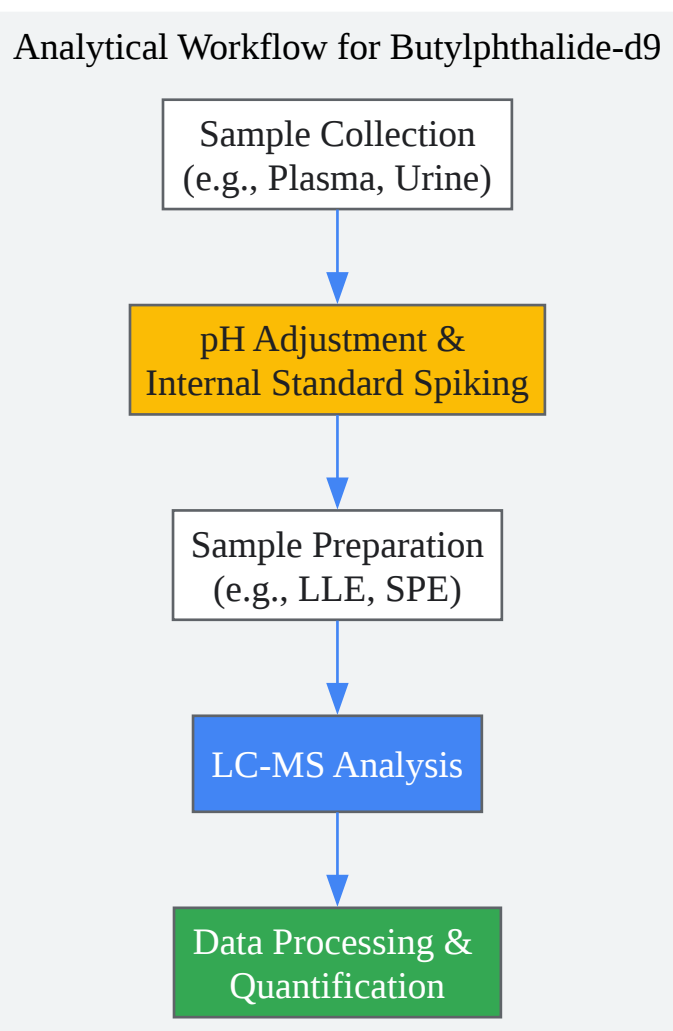 Analytical Workflow for Butylphthalide-d9
Sample Collection
(e.g., Plasma, Urine)
pH Adjustment &
Internal Standard Spiking
Sample Preparation
(e.g., LLE, SPE)
LC-MS Analysis
Data Processing &
Quantification